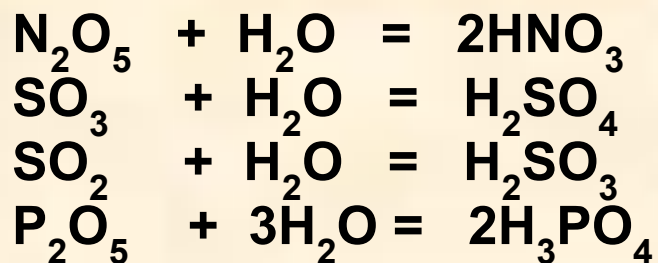 N₂O₅ + H₂O = 2HNO₃
SO₃ + H₂O = H₂SO₄
SO₂ + H₂O = H₂SO₃
P₂O₅ + 3H₂O = 2H₃PO₄